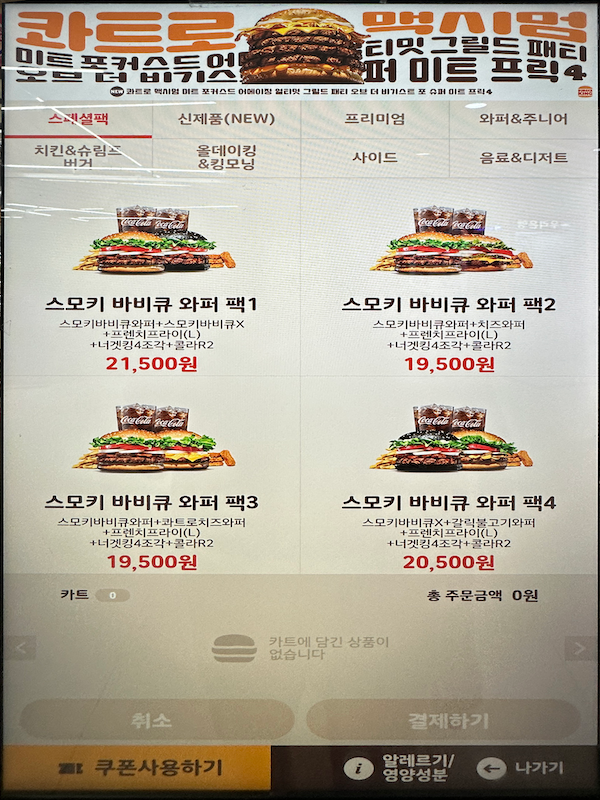 콰트로 맥시멈
미트 포커스드 어메이징 얼티밋 그릴드 패티
오브 더 비기스트 포 슈퍼 미트 프릭4
NEW 콰트로 맥시멈 미트 포커스드 어메이징 얼티밋 그릴드 패티 오브 더 비기스트 포 슈퍼 미트 프릭4
스페셜팩 신제품(NEW) 프리미엄 와퍼&주니어
치킨&슈림프 버거 올데이킹 &킹모닝 사이드 음료&디저트
스모키 바비큐 와퍼 팩1
스모키바비큐와퍼+스모키바비큐X
+프렌치프라이(L)
+너겟킹4조각+콜라R2
21,500원
스모키 바비큐 와퍼 팩2
스모키바비큐와퍼+치즈와퍼
+프렌치프라이(L)
+너겟킹4조각+콜라R2
19,500원
스모키 바비큐 와퍼 팩3
스모키바비큐와퍼+콰트로치즈와퍼
+프렌치프라이(L)
+너겟킹4조각+콜라R2
19,500원
스모키 바비큐 와퍼 팩4
스모키바비큐X+갈릭불고기와퍼
+프렌치프라이(L)
+너겟킹4조각+콜라R2
20,500원
카트 0 총 주문금액 0원
카트에 담긴 상품이
없습니다
취소 결제하기
쿠폰사용하기 알레르기/
영양성분 나가기